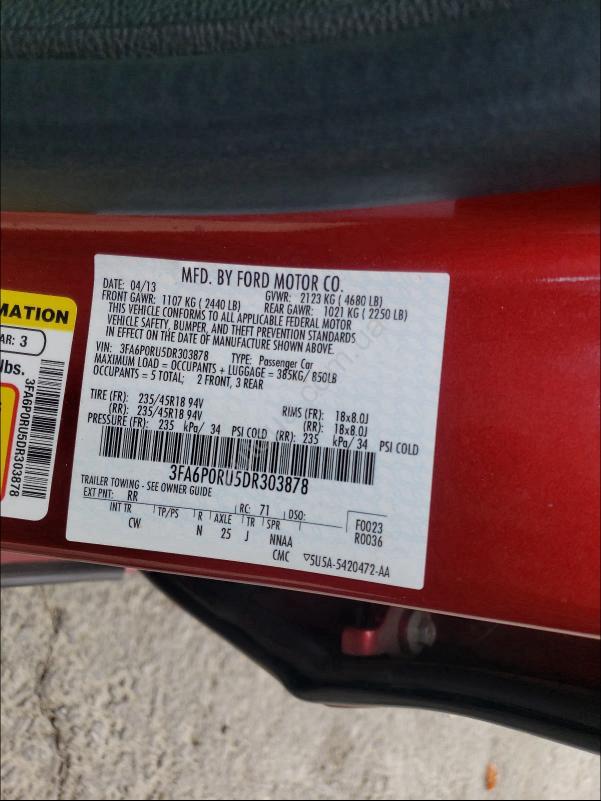 MFD. BY FORD MOTOR CO.
DATE: 04/13
FRONT GAWR: 1107 KG ( 2440 LB) GVWR: 2123 KG ( 4680 LB)
REAR GAWR: 1021 KG ( 2250 LB)
THIS VEHICLE CONFORMS TO ALL APPLICABLE FEDERAL MOTOR
VEHICLE SAFETY, BUMPER, AND THEFT PREVENTION STANDARDS
IN EFFECT ON THE DATE OF MANUFACTURE SHOWN ABOVE.
VIN: 3FA6P0RU5DR303878 TYPE: Passenger Car
MAXIMUM LOAD = OCCUPANTS + LUGGAGE = 385KG/ 850LB
OCCUPANTS = 5 TOTAL; 2 FRONT, 3 REAR
TIRE (FR): 235/45R18 94V RIMS (FR): 18x8.0J
(RR): 235/45R18 94V (RR): 18x8.0J
PRESSURE (FR): 235 kPa/ 34 PSI COLD (RR): 235 kPa/ 34 PSI COLD
3FA6P0RU5DR303878
TRAILER TOWING - SEE OWNER GUIDE
EXT PNT: RR RC: 71 DSO: F0023
INT TR TP/PS R AXLE TR SPR R0036
CW N 25 J NNAA
CMC ▽5U5A-5420472-AA
MATION
AR: 3
lbs.
3FA6P0RU5DR303878